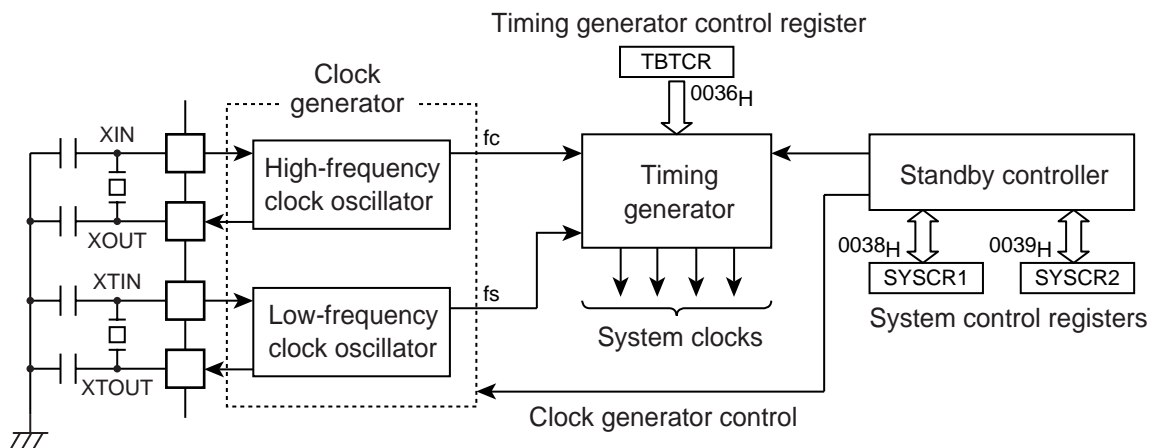 Timing generator control register
TBTCR
0036H
Clock
generator
XIN
XOUT
XTIN
XTOUT
High-frequency
clock oscillator
Low-frequency
clock oscillator
fc
fs
Timing
generator
System clocks
Standby controller
0038H
0039H
SYSCR1
SYSCR2
System control registers
Clock generator control